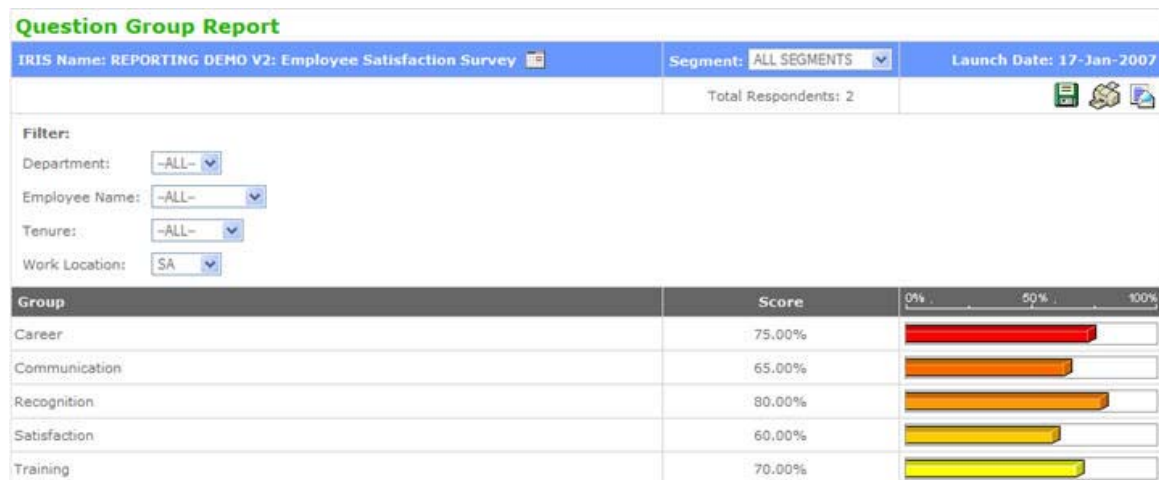 Question Group Report
IRIS Name: REPORTING DEMO V2: Employee Satisfaction Survey Segment: ALL SEGMENTS Launch Date: 17-Jan-2007
Total Respondents: 2
Filter:
Department: --ALL--
Employee Name: --ALL--
Tenure: --ALL--
Work Location: SA
Group Score 0% 50% 100%
Career 75.00%
Communication 65.00%
Recognition 80.00%
Satisfaction 60.00%
Training 70.00%